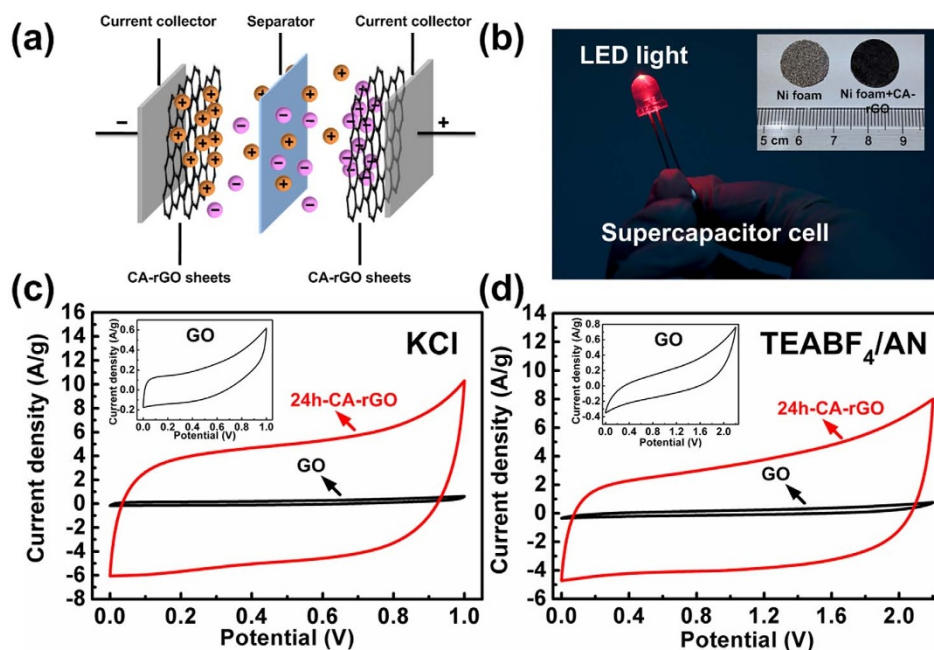 (a)
Current collector
Separator
Current collector
−
+
CA-rGO sheets
CA-rGO sheets
(b)
LED light
Ni foam
Ni foam+CA-
rGO
5 cm 6 7 8 9
Supercapacitor cell
(c)
KCl
16
14
12
10
8
6
4
2
0
-2
-4
-6
-8
Current density (A/g)
0.0 0.2 0.4 0.6 0.8 1.0
Potential (V)
24h-CA-rGO
GO
GO
0.6
0.4
0.2
0.0
-0.2
Current density (A/g)
0.0 0.2 0.4 0.6 0.8 1.0
Potential (V)
(d)
TEABF4/AN
14
12
10
8
6
4
2
0
-2
-4
-6
Current density (A/g)
0.0 0.4 0.8 1.2 1.6 2.0
Potential (V)
24h-CA-rGO
GO
GO
0.8
0.6
0.4
0.2
0.0
-0.2
-0.4
Current density (A/g)
0.0 0.4 0.8 1.2 1.6 2.0
Potential (V)